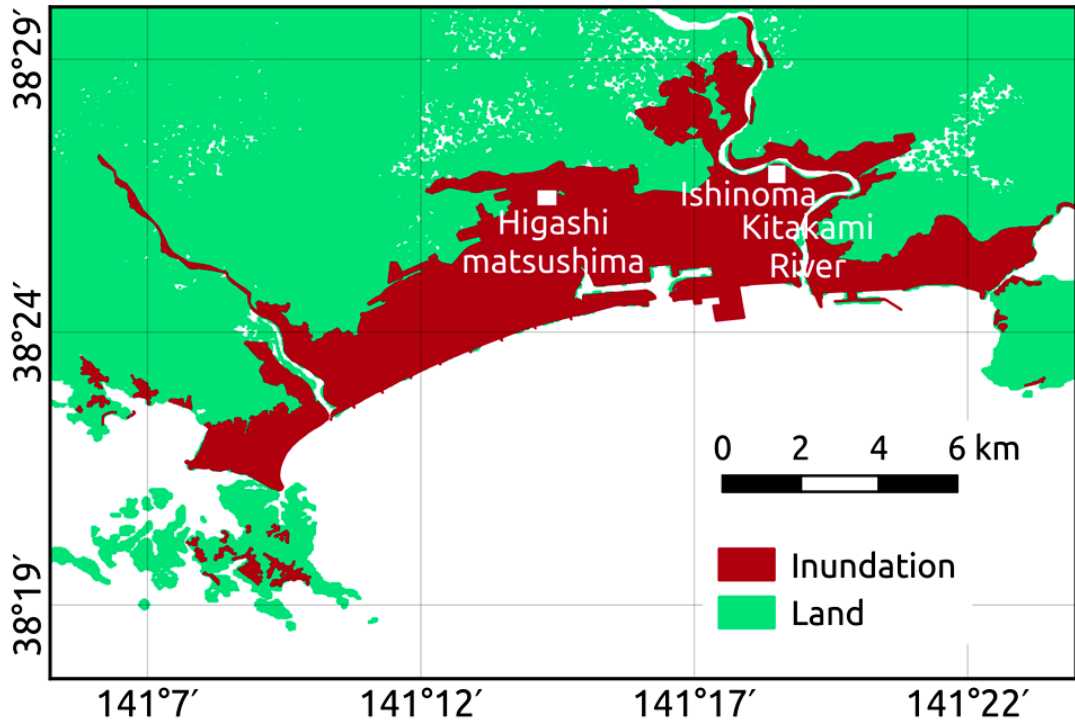 38°29′
38°24′
38°19′
Ishinoma
Higashi
matsushima
Kitakami
River
0 2 4 6 km
Inundation
Land
141°7′ 141°12′ 141°17′ 141°22′